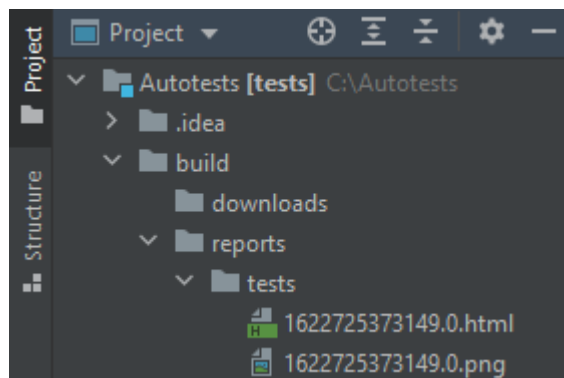 Project
Project
Structure
Autotests [tests] C:\Autotests
.idea
build
downloads
reports
tests
1622725373149.0.html
1622725373149.0.png